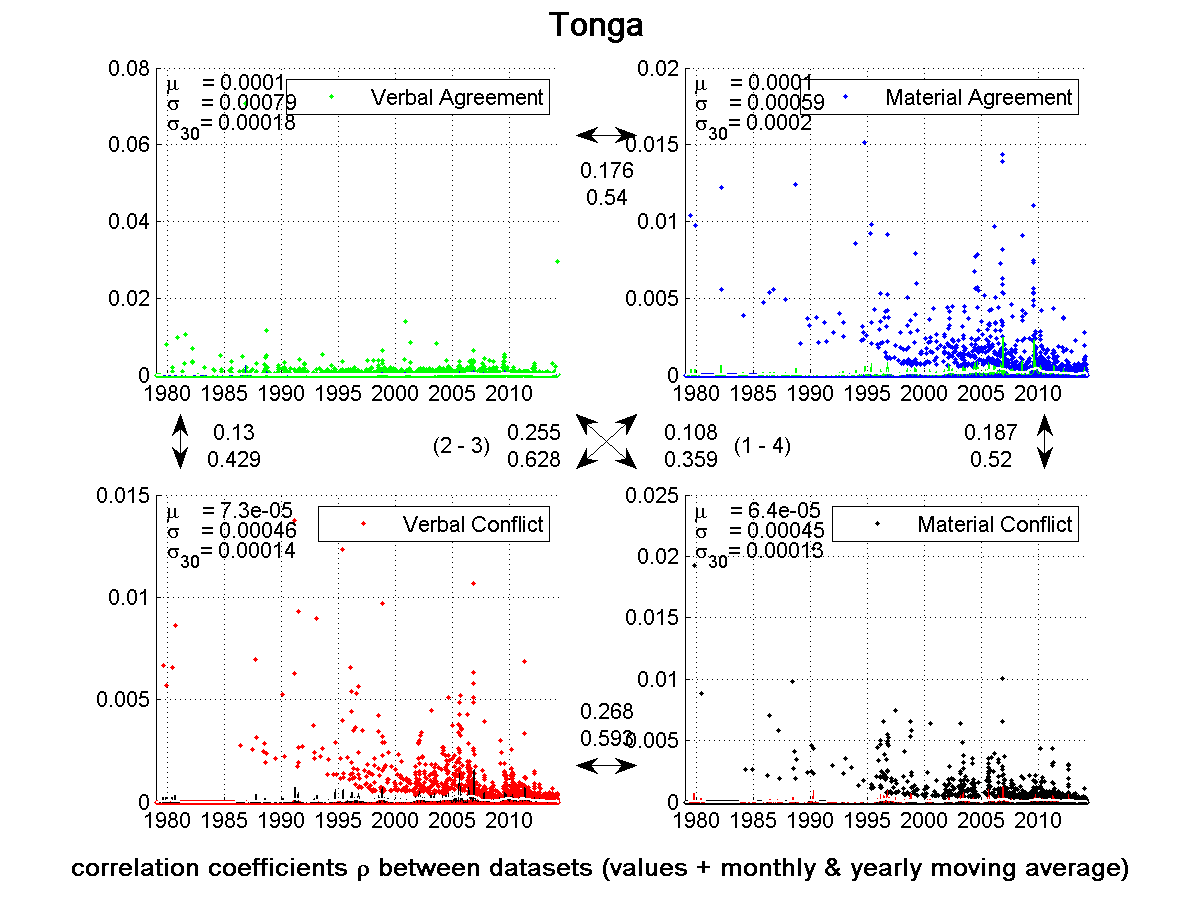 Tonga
0.08
0.06
0.04
0.02
0
μ = 0.0001
σ = 0.00079
σ30= 0.00018
Verbal Agreement
1980 1985 1990 1995 2000 2005 2010
0.176
0.54
0.02
0.015
0.01
0.005
0
μ = 0.0001
σ = 0.00059
σ30= 0.0002
Material Agreement
1980 1985 1990 1995 2000 2005 2010
0.13
0.429
(2 - 3)
0.255
0.628
0.108
0.359
(1 - 4)
0.187
0.52
0.015
0.01
0.005
0
μ = 7.3e-05
σ = 0.00046
σ30= 0.00014
Verbal Conflict
1980 1985 1990 1995 2000 2005 2010
0.268
0.593
0.025
0.02
0.015
0.01
0.005
0
μ = 6.4e-05
σ = 0.00045
σ30= 0.00013
Material Conflict
1980 1985 1990 1995 2000 2005 2010
correlation coefficients ρ between datasets (values + monthly & yearly moving average)